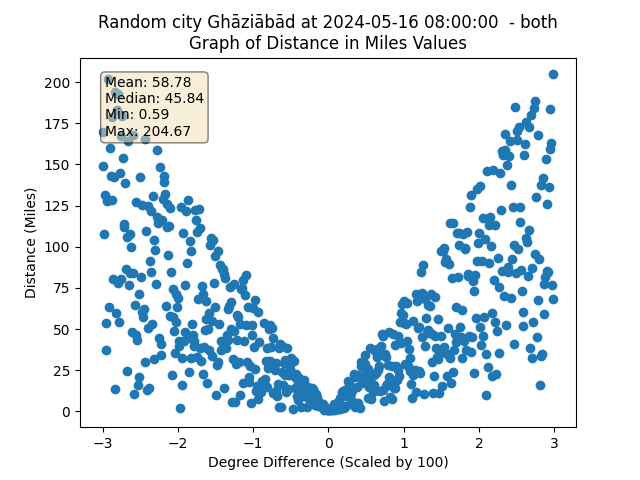 Random city Ghāziābād at 2024-05-16 08:00:00  - both
Graph of Distance in Miles Values
Mean: 58.78
Median: 45.84
Min: 0.59
Max: 204.67
Distance (Miles)
200
175
150
125
100
75
50
25
0
−3
−2
−1
0
1
2
3
Degree Difference (Scaled by 100)